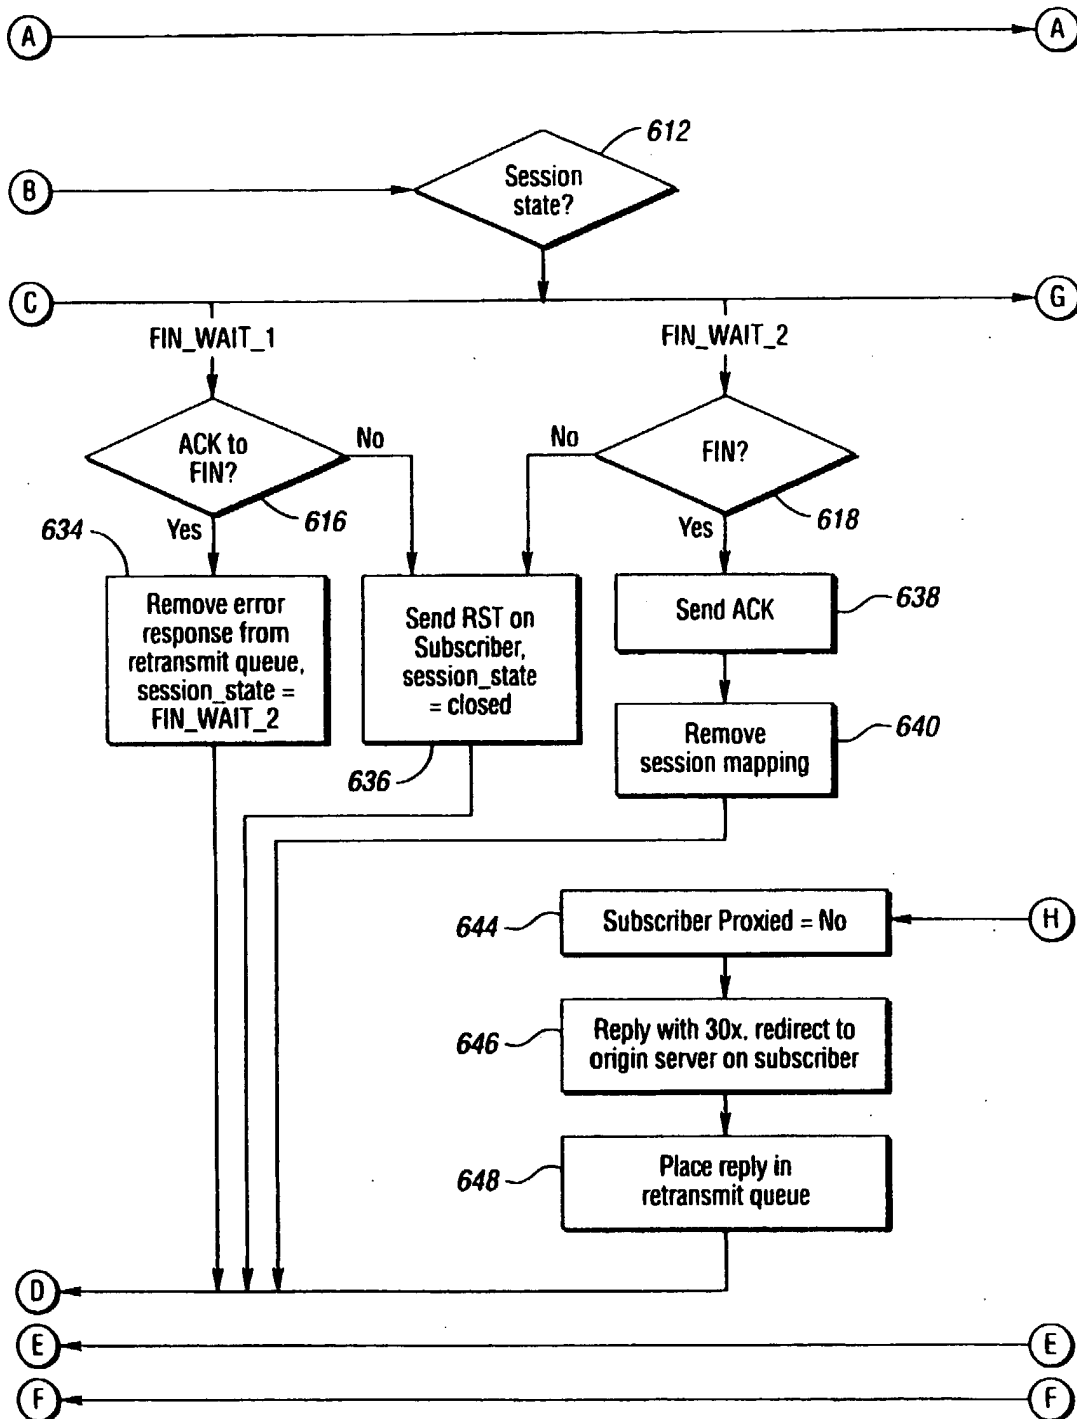 A
A
612
Session
state?
B
C
G
FIN_WAIT_1
FIN_WAIT_2
ACK to
FIN?
No
No
FIN?
616
618
634
Yes
Yes
Remove error
response from
retransmit queue,
session_state =
FIN_WAIT_2
Send RST on
Subscriber,
session_state
= closed
Send ACK
638
636
Remove
session mapping
640
644
Subscriber Proxied = No
H
646
Reply with 30x, redirect to
origin server on subscriber
648
Place reply in
retransmit queue
D
E
E
F
F